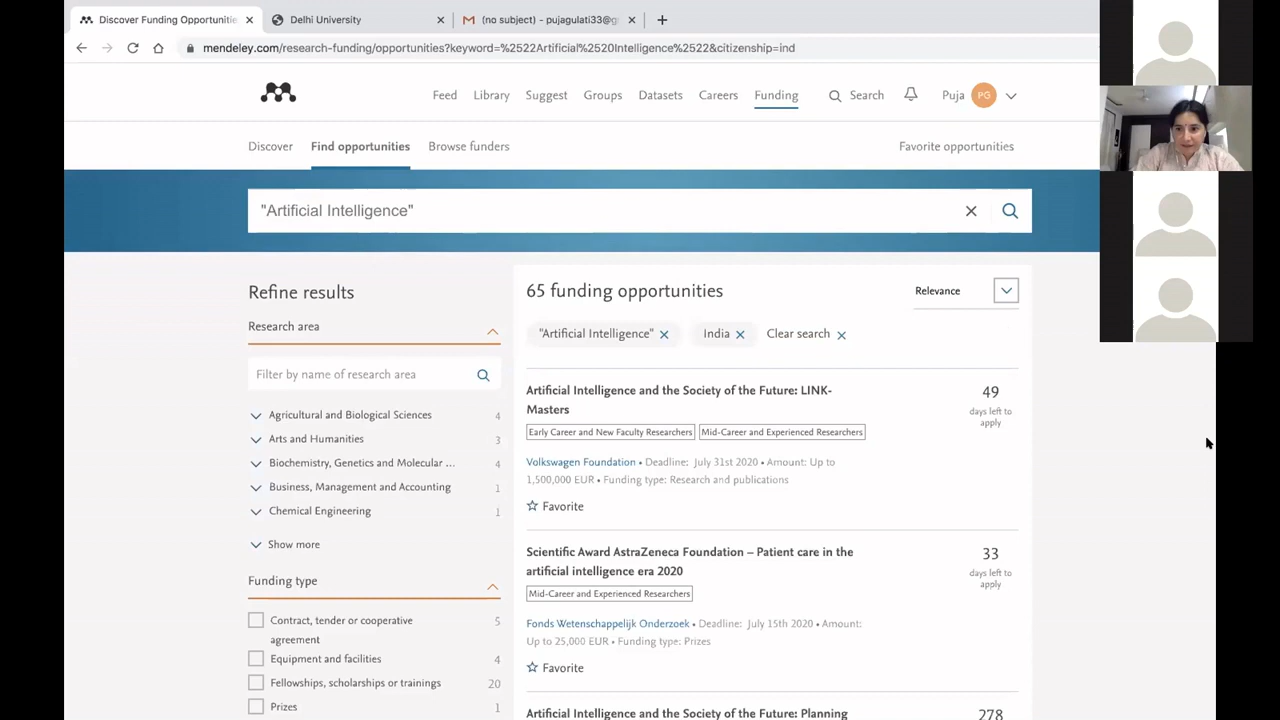 Discover Funding Opportunitie
Delhi University
(no subject) - pujagulati33@g
mendeley.com/research-funding/opportunities?keyword=%2522Artificial%2520Intelligence%2522&citizenship=ind
Feed Library Suggest Groups Datasets Careers Funding Search Puja PG
Discover Find opportunities Browse funders Favorite opportunities
"Artificial Intelligence"
Refine results
Research area
Filter by name of research area
Agricultural and Biological Sciences 4
Arts and Humanities 3
Biochemistry, Genetics and Molecular ... 4
Business, Management and Accounting 1
Chemical Engineering 1
Show more
Funding type
Contract, tender or cooperative
agreement 5
Equipment and facilities 4
Fellowships, scholarships or trainings 20
Prizes 1
65 funding opportunities
Relevance
"Artificial Intelligence" India Clear search
Artificial Intelligence and the Society of the Future: LINK-
Masters
49
days left to
apply
Early Career and New Faculty Researchers Mid-Career and Experienced Researchers
Volkswagen Foundation • Deadline: July 31st 2020 • Amount: Up to
1,500,000 EUR • Funding type: Research and publications
Favorite
Scientific Award AstraZeneca Foundation – Patient care in the
artificial intelligence era 2020
33
days left to
apply
Mid-Career and Experienced Researchers
Fonds Wetenschappelijk Onderzoek • Deadline: July 15th 2020 • Amount:
Up to 25,000 EUR • Funding type: Prizes
Favorite
Artificial Intelligence and the Society of the Future: Planning
278